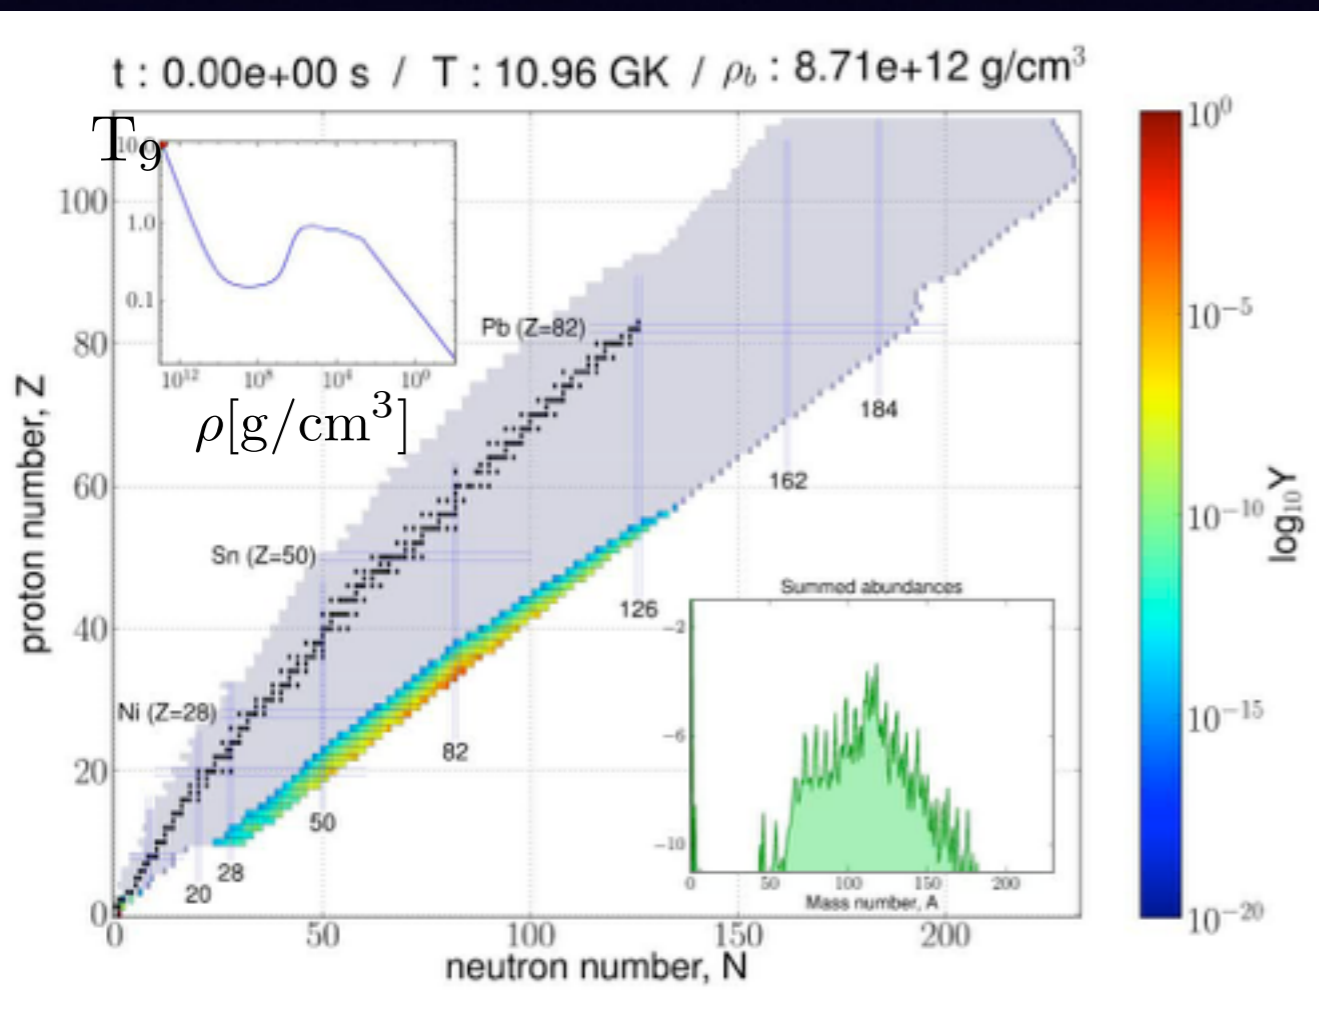 t : 0.00e+00 s / T : 10.96 GK / ρb : 8.71e+12 g/cm³
T₉
10.0
1.0
0.1
10¹² 10⁸ 10⁴ 10⁰
ρ[g/cm³]
proton number, Z
100
80
60
40
20
0
Pb (Z=82)
Sn (Z=50)
Ni (Z=28)
184
162
126
82
50
28
20
0 50 100 150 200
neutron number, N
Summed abundances
−2
−6
−10
0 50 100 150 200
Mass number, A
10⁰
10⁻⁵
10⁻¹⁰
10⁻¹⁵
10⁻²⁰
log₁₀Y